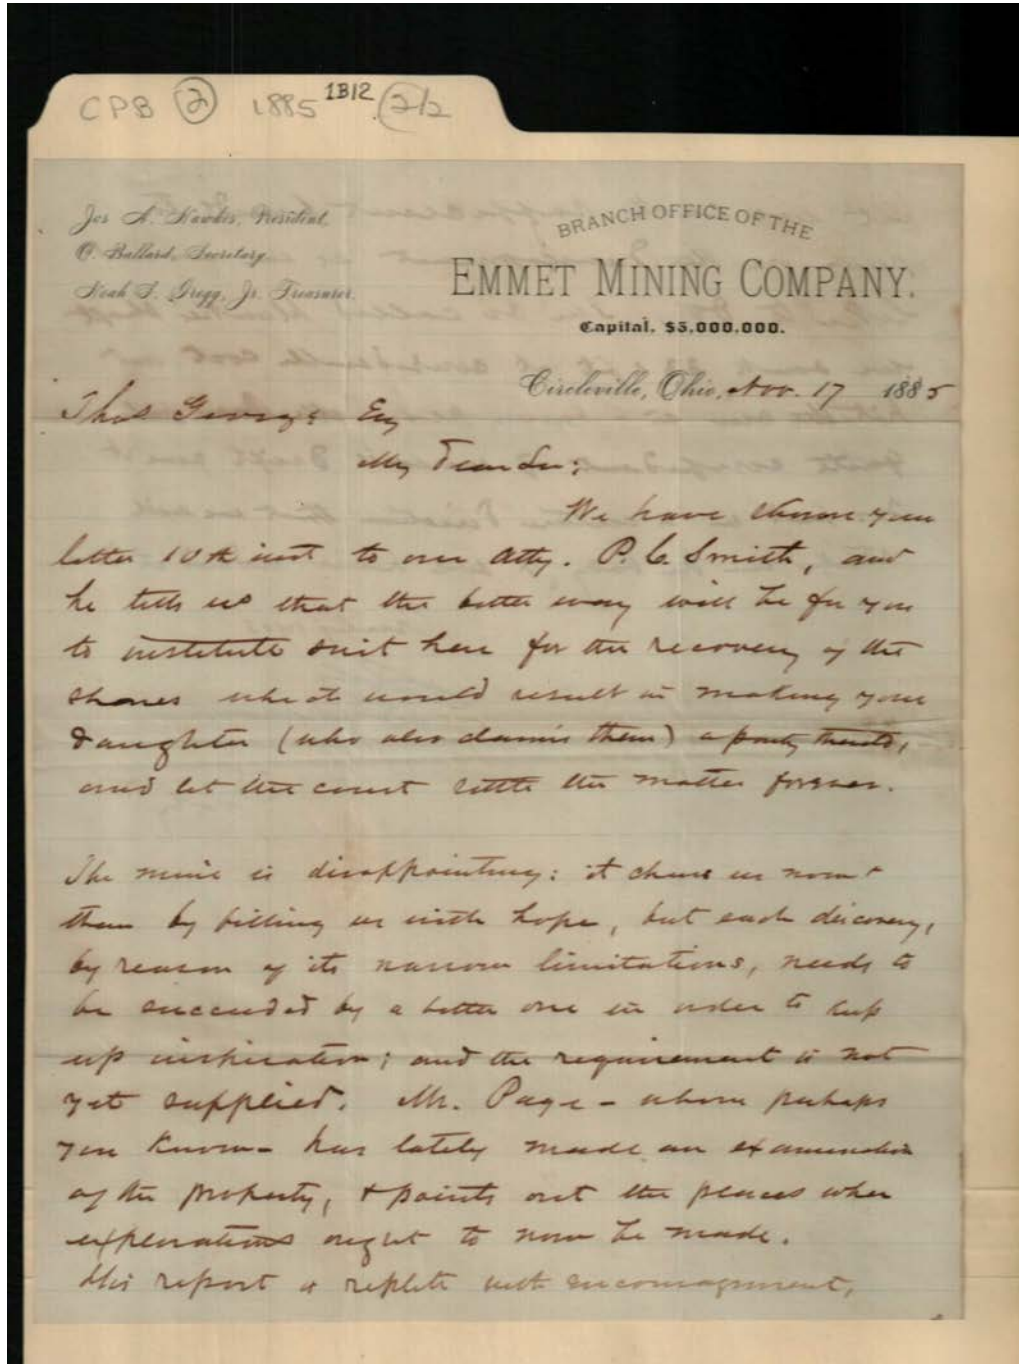 CPB 2 1885 1B12 2/2
Jos A. Hawkes, President,
O. Ballard, Secretary.
Noah S. Gregg, Jr. Treasurer.
BRANCH OFFICE OF THE
EMMET MINING COMPANY.
Capital, $5,000,000.
Circleville, Ohio, Nov. 17 1885
Thos George Esq
My Dear Sir;
We have shown your
letter 10th inst to our Atty. P. C. Smith, and
he tells us that the better way will be for you
to institute suit here for the recovery of the
shares which would result in making your
daughter (who also claims them) a party thereto,
and let the court settle the matter forever.
The mine is disappointing: it cheers us now &
then by filling us with hope, but each discovery,
by reason of its narrow limitations, needs to
be succeeded by a better one in order to keep
up inspiration; and the requirement is not
yet supplied. Mr. Page - whom perhaps
you know - has lately made an examination
of the property, & points out the places where
explorations ought to now be made.
His report is replete with encouragement,